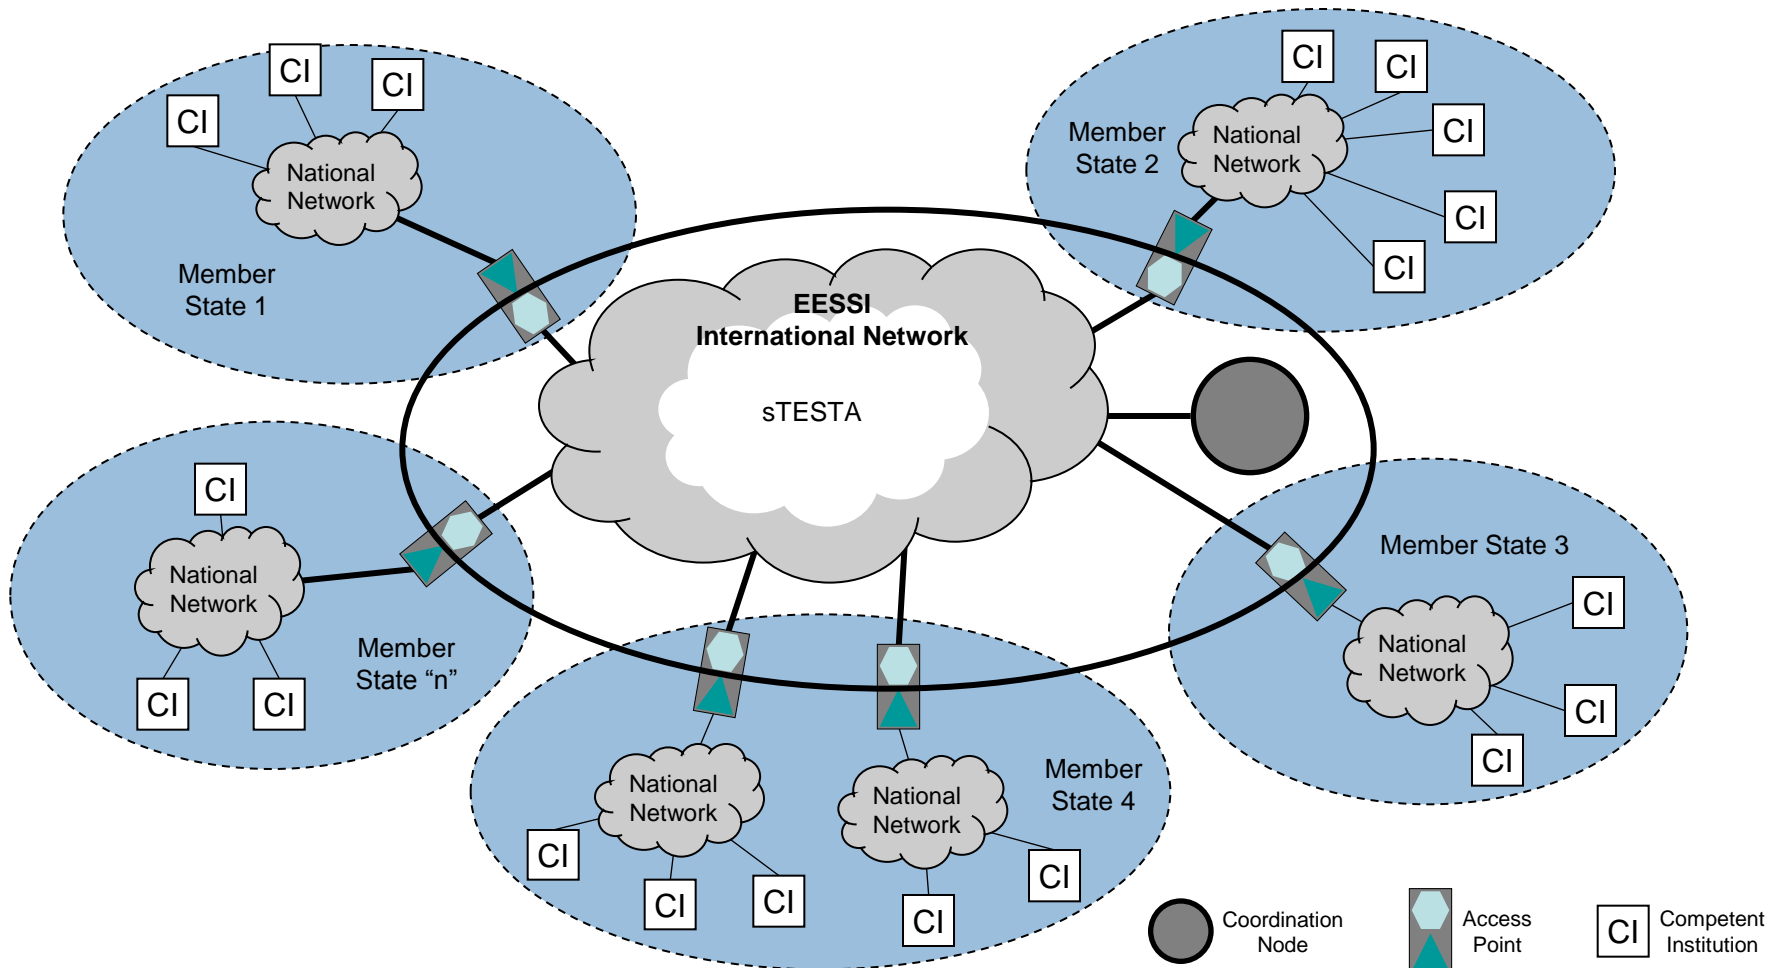 CI
CI
CI
National
Network
Member
State 1
CI
CI
CI
CI
CI
Member
State 2
National
Network
EESSI
International Network
sTESTA
CI
National
Network
Member
State “n”
CI
CI
Member State 3
CI
National
Network
CI
CI
National
Network
CI
CI
CI
National
Network
Member
State 4
CI
CI
Coordination
Node
Access
Point
CI
Competent
Institution